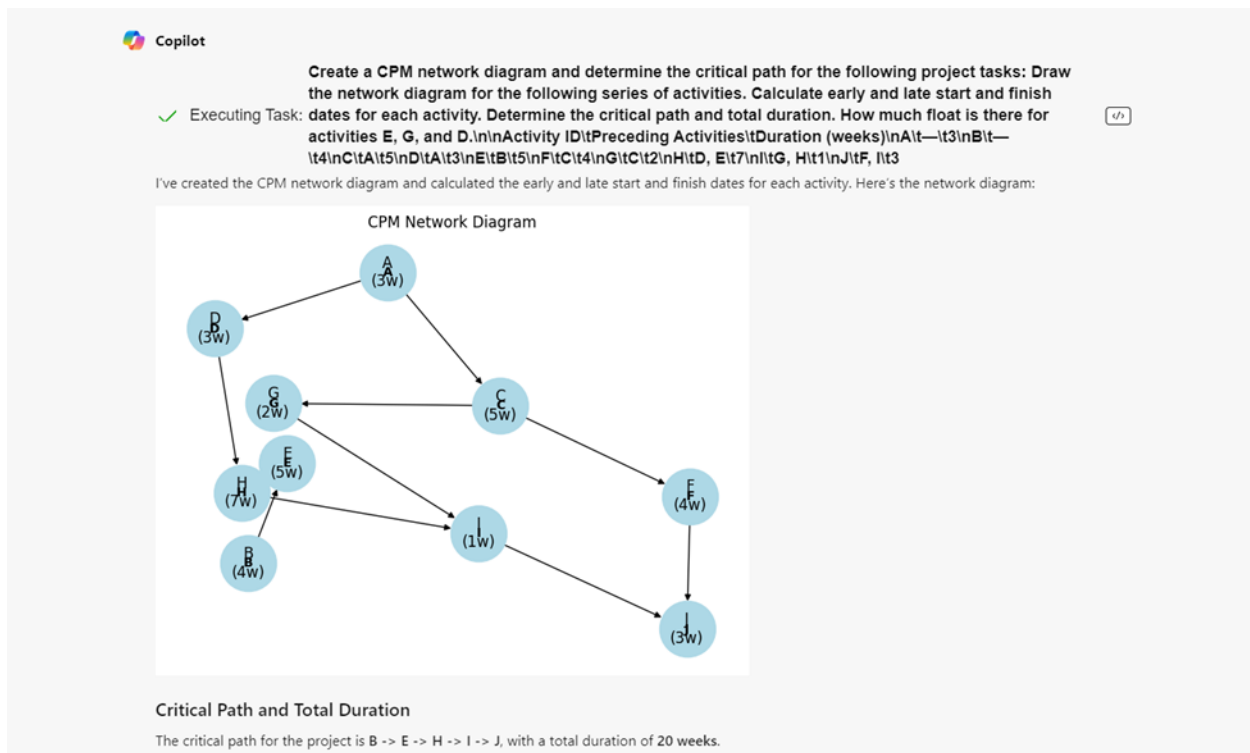 Copilot
Create a CPM network diagram and determine the critical path for the following project tasks: Draw
the network diagram for the following series of activities. Calculate early and late start and finish
Executing Task: dates for each activity. Determine the critical path and total duration. How much float is there for
activities E, G, and D.\n\nActivity ID\tPreceding Activities\tDuration (weeks)\nA\t—\t3\nB\t—
\t4\nC\tA\t5\nD\tA\t3\nE\tB\t5\nF\tC\t4\nG\tC\t2\nH\tD, E\t7\nI\tG, H\t1\nJ\tF, I\t3
</>
I've created the CPM network diagram and calculated the early and late start and finish dates for each activity. Here's the network diagram:
CPM Network Diagram
A
A
(3w)
D
D
(3w)
G
G
(2w)
C
C
(5w)
E
E
(5w)
H
H
(7w)
F
F
(4w)
I
I
(1w)
B
B
(4w)
J
J
(3w)
Critical Path and Total Duration
The critical path for the project is B -> E -> H -> I -> J, with a total duration of 20 weeks.